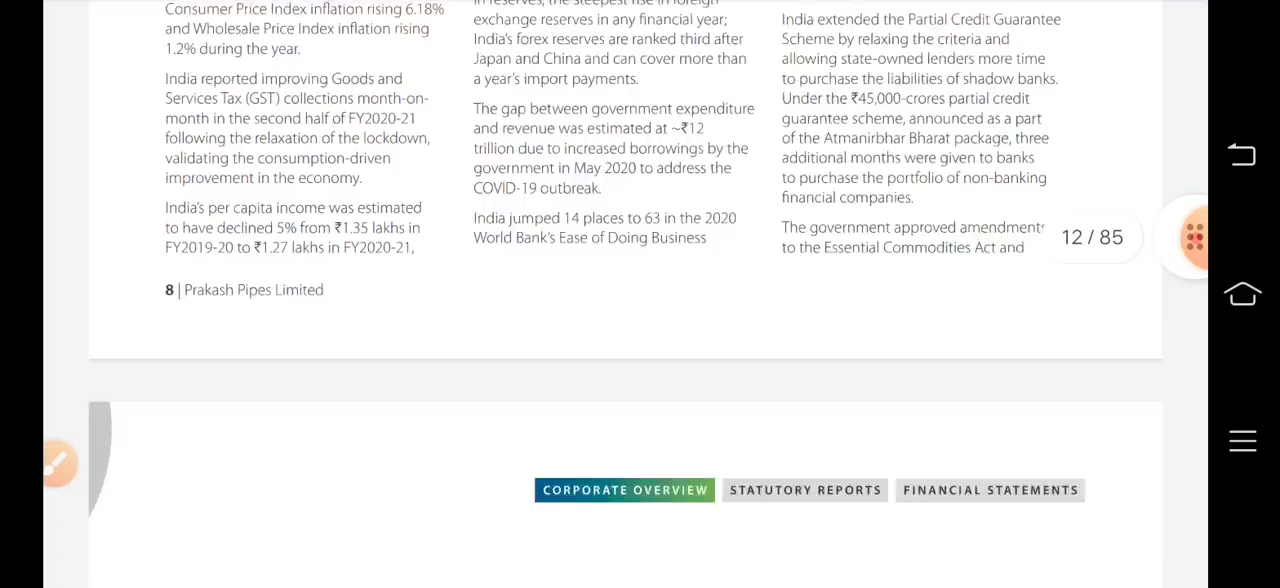 Consumer Price Index inflation rising 6.18%
and Wholesale Price Index inflation rising
1.2% during the year.
India reported improving Goods and
Services Tax (GST) collections month-on-
month in the second half of FY2020-21
following the relaxation of the lockdown,
validating the consumption-driven
improvement in the economy.
India's per capita income was estimated
to have declined 5% from ₹1.35 lakhs in
FY2019-20 to ₹1.27 lakhs in FY2020-21,
in reserves, the steepest rise in foreign
exchange reserves in any financial year;
India's forex reserves are ranked third after
Japan and China and can cover more than
a year's import payments.
The gap between government expenditure
and revenue was estimated at ~₹12
trillion due to increased borrowings by the
government in May 2020 to address the
COVID-19 outbreak.
India jumped 14 places to 63 in the 2020
World Bank's Ease of Doing Business
India extended the Partial Credit Guarantee
Scheme by relaxing the criteria and
allowing state-owned lenders more time
to purchase the liabilities of shadow banks.
Under the ₹45,000-crores partial credit
guarantee scheme, announced as a part
of the Atmanirbhar Bharat package, three
additional months were given to banks
to purchase the portfolio of non-banking
financial companies.
The government approved amendments
to the Essential Commodities Act and
12 / 85
8 | Prakash Pipes Limited
CORPORATE OVERVIEW STATUTORY REPORTS FINANCIAL STATEMENTS